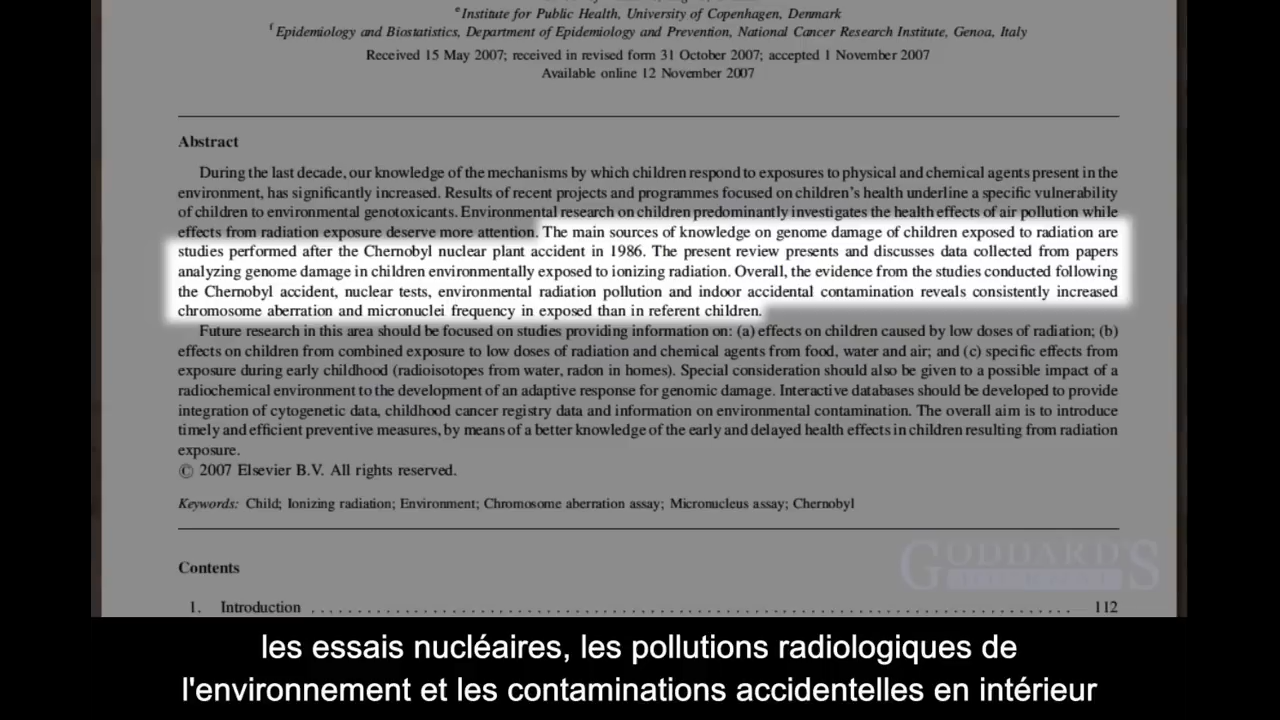 e Institute for Public Health, University of Copenhagen, Denmark
f Epidemiology and Biostatistics, Department of Epidemiology and Prevention, National Cancer Research Institute, Genoa, Italy
Received 15 May 2007; received in revised form 31 October 2007; accepted 1 November 2007
Available online 12 November 2007
Abstract
During the last decade, our knowledge of the mechanisms by which children respond to exposures to physical and chemical agents present in the
environment, has significantly increased. Results of recent projects and programmes focused on children's health underline a specific vulnerability
of children to environmental genotoxicants. Environmental research on children predominantly investigates the health effects of air pollution while
effects from radiation exposure deserve more attention. The main sources of knowledge on genome damage of children exposed to radiation are
studies performed after the Chernobyl nuclear plant accident in 1986. The present review presents and discusses data collected from papers
analyzing genome damage in children environmentally exposed to ionizing radiation. Overall, the evidence from the studies conducted following
the Chernobyl accident, nuclear tests, environmental radiation pollution and indoor accidental contamination reveals consistently increased
chromosome aberration and micronuclei frequency in exposed than in referent children.
Future research in this area should be focused on studies providing information on: (a) effects on children caused by low doses of radiation; (b)
effects on children from combined exposure to low doses of radiation and chemical agents from food, water and air; and (c) specific effects from
exposure during early childhood (radioisotopes from water, radon in homes). Special consideration should also be given to a possible impact of a
radiochemical environment to the development of an adaptive response for genomic damage. Interactive databases should be developed to provide
integration of cytogenetic data, childhood cancer registry data and information on environmental contamination. The overall aim is to introduce
timely and efficient preventive measures, by means of a better knowledge of the early and delayed health effects in children resulting from radiation
exposure.
© 2007 Elsevier B.V. All rights reserved.
Keywords: Child; Ionizing radiation; Environment; Chromosome aberration assay; Micronucleus assay; Chernobyl
GODDARD'S
Contents
1. Introduction . . . . . . . . . . . . . . . . . . . . . . . . . . . . . . . . 112
les essais nucléaires, les pollutions radiologiques de
l'environnement et les contaminations accidentelles en intérieur